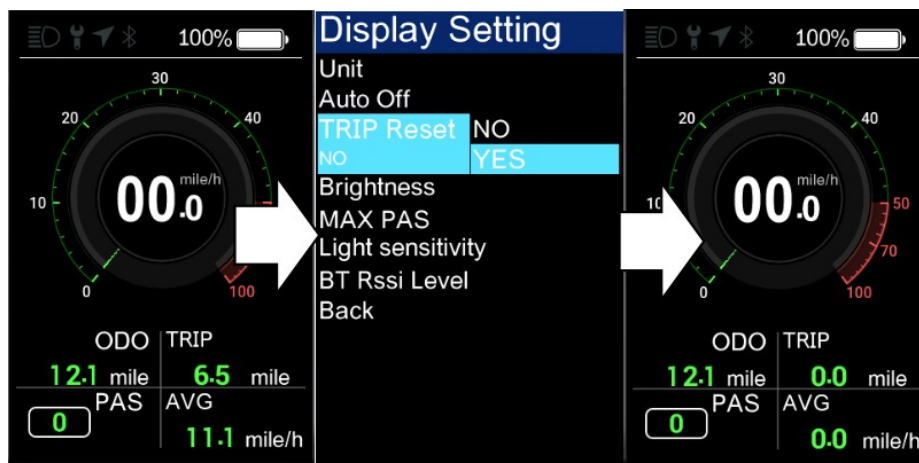 100%
30
20
40
10
mile/h
00.0
0
100
ODO
TRIP
12.1 mile
6.5 mile
PAS
AVG
0
11.1 mile/h
Display Setting
Unit
Auto Off
TRIP Reset NO
NO YES
Brightness
MAX PAS
Light sensitivity
BT Rssi Level
Back
100%
30
20
40
mile/h
00.0
50
70
0
100
ODO
TRIP
12.1 mile
0.0 mile
PAS
AVG
0
0.0 mile/h